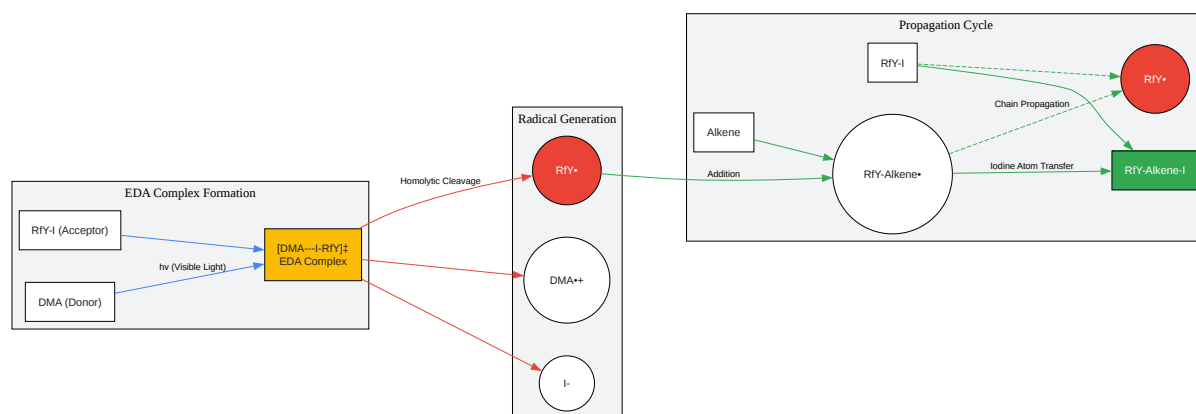 EDA Complex Formation
RfY-I (Acceptor)
hv (Visible Light)
DMA (Donor)
[DMA---I-RfY]‡
EDA Complex
Homolytic Cleavage
Radical Generation
RfY•
DMA•+
I-
Addition
Propagation Cycle
RfY-I
RfY•
Chain Propagation
Alkene
RfY-Alkene•
Iodine Atom Transfer
RfY-Alkene-I